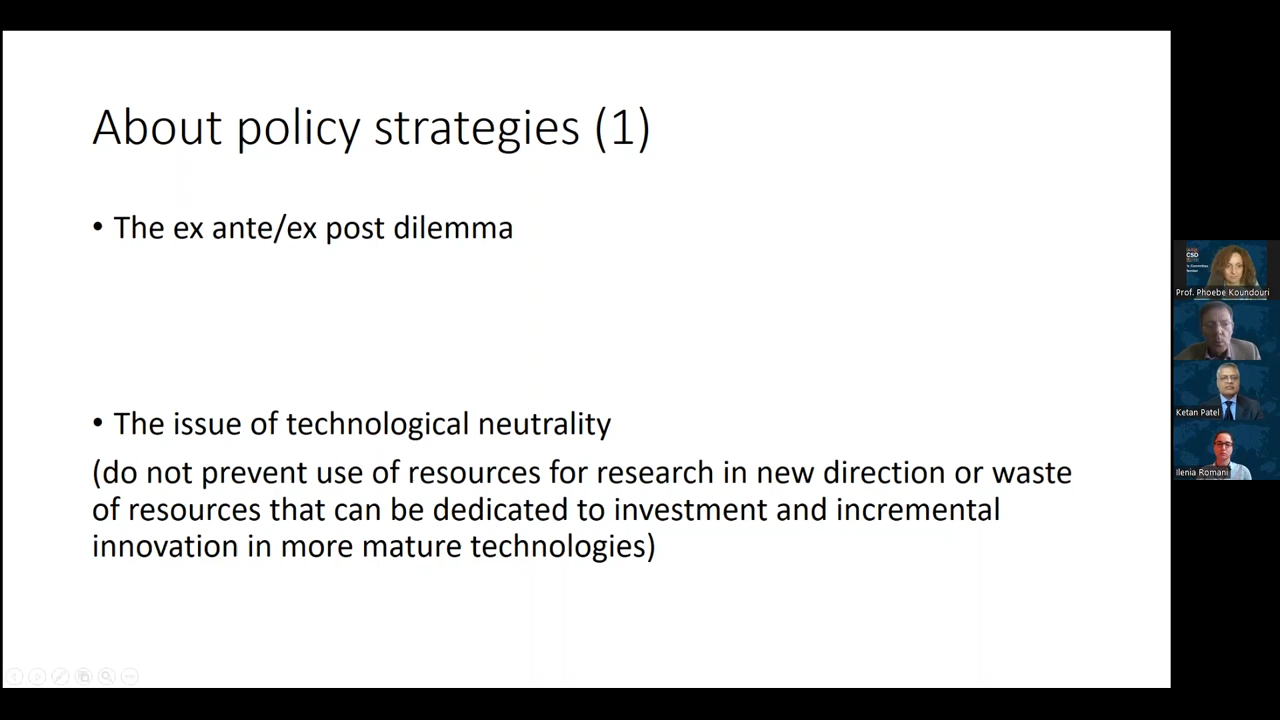 About policy strategies (1)
• The ex ante/ex post dilemma
• The issue of technological neutrality
(do not prevent use of resources for research in new direction or waste
of resources that can be dedicated to investment and incremental
innovation in more mature technologies)
CSD
Prof. Phoebe Koundouri
Ketan Patel
Ilenia Romani